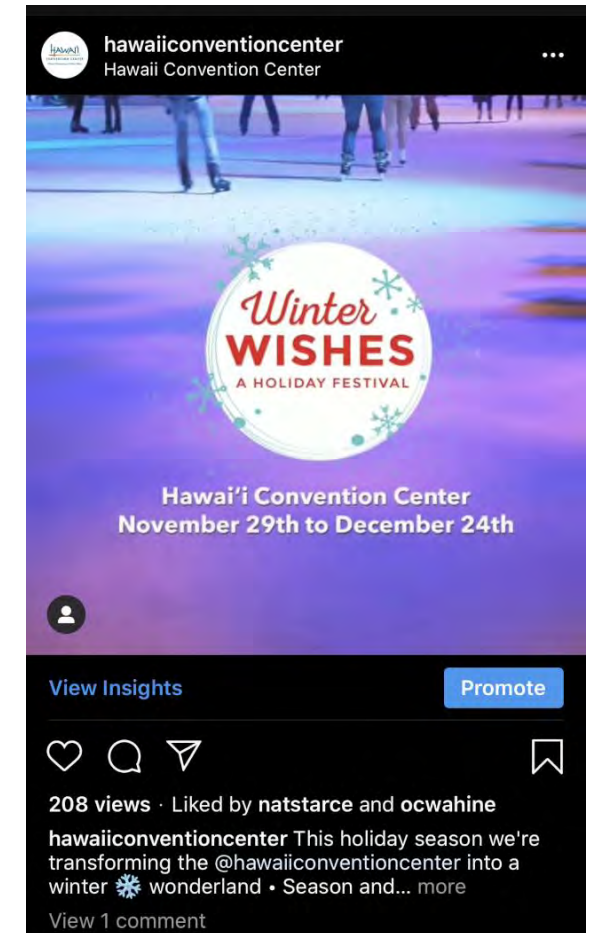 HAWAI'I
hawaiiconventioncenter
Hawaii Convention Center
Winter
WISHES
A HOLIDAY FESTIVAL
Hawai‘i Convention Center
November 29th to December 24th
View Insights
Promote
208 views · Liked by natstarce and ocwahine
hawaiiconventioncenter This holiday season we're
transforming the @hawaiiconventioncenter into a
winter ❄️ wonderland • Season and... more
View 1 comment